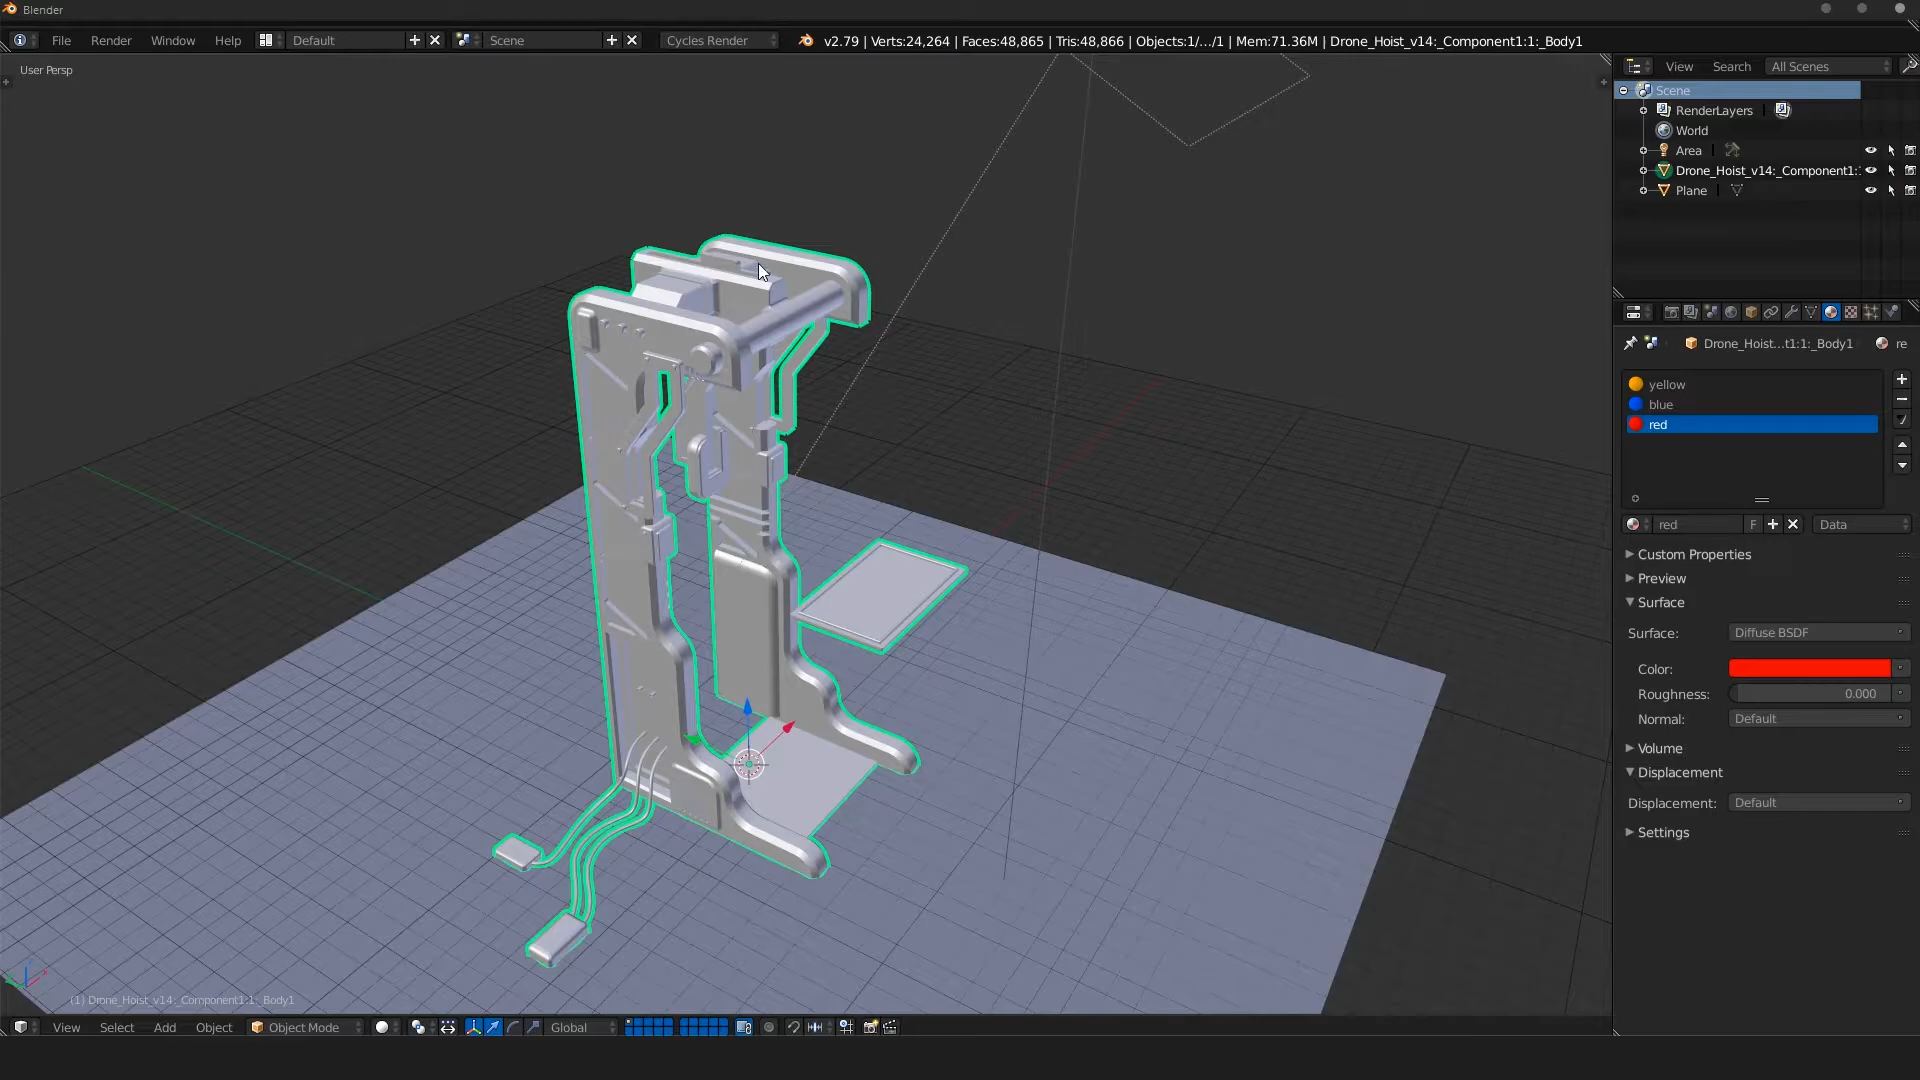 Blender
File Render Window Help Default Scene Cycles Render v2.79 | Verts:24,264 | Faces:48,865 | Tris:48,866 | Objects:1/.../1 | Mem:71.36M | Drone_Hoist_v14:_Component1:1:_Body1
User Persp
View Search All Scenes
Scene
RenderLayers
World
Area
Drone_Hoist_v14:_Component1:
Plane
Drone_Hoist...t1:1:_Body1 re
yellow
blue
red
red F Data
Custom Properties
Preview
Surface
Surface: Diffuse BSDF
Color:
Roughness: 0.000
Normal: Default
Volume
Displacement
Displacement: Default
Settings
(1) Drone_Hoist_v14:_Component1:1:_Body1
View Select Add Object Object Mode Global